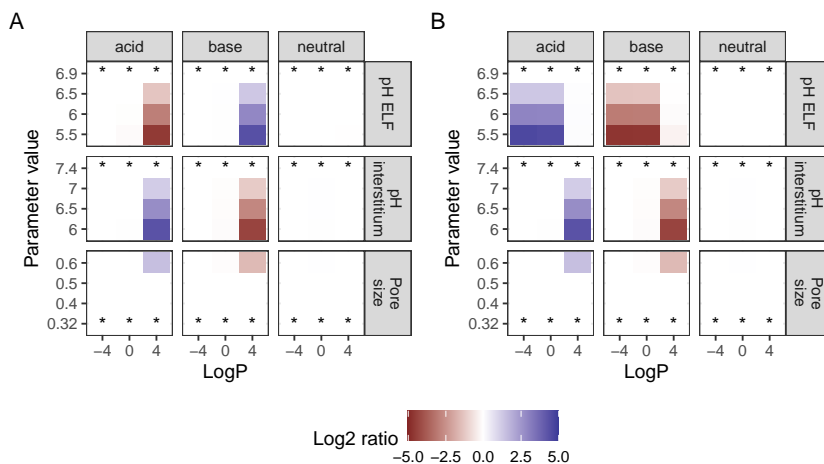 A
acid base neutral
6.9 * * * * * * * * *
6.5
6
5.5
pH ELF
7.4 * * * * * * * * *
7
6.5
6
pH
interstitium
0.6
0.5
0.4
0.32 * * * * * * * * *
Pore
size
Parameter value
−4 0 4 −4 0 4 −4 0 4
LogP
B
acid base neutral
6.9 * * * * * * * * *
6.5
6
5.5
pH ELF
7.4 * * * * * * * * *
7
6.5
6
pH
interstitium
0.6
0.5
0.4
0.32 * * * * * * * * *
Pore
size
Parameter value
−4 0 4 −4 0 4 −4 0 4
LogP
Log2 ratio
−5.0 −2.5 0.0 2.5 5.0